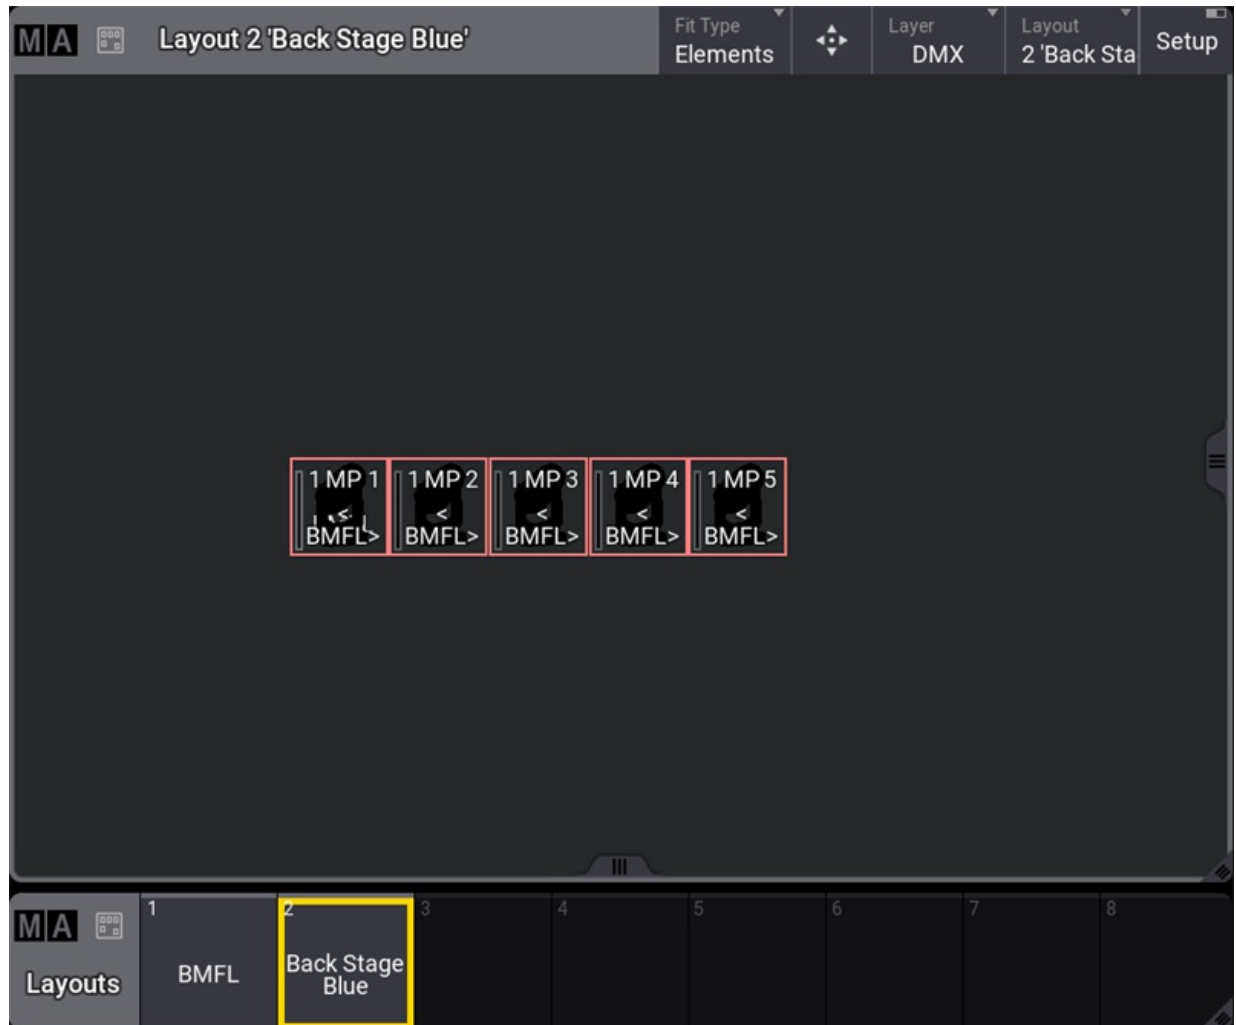 MA Layout 2 'Back Stage Blue'
Fit Type
Elements
Layer
DMX
Layout
2 'Back Sta
Setup
1 MP 1
<
BMFL>
1 MP 2
<
BMFL>
1 MP 3
<
BMFL>
1 MP 4
<
BMFL>
1 MP 5
<
BMFL>
MA
Layouts
1
BMFL
2
Back Stage
Blue
3
4
5
6
7
8